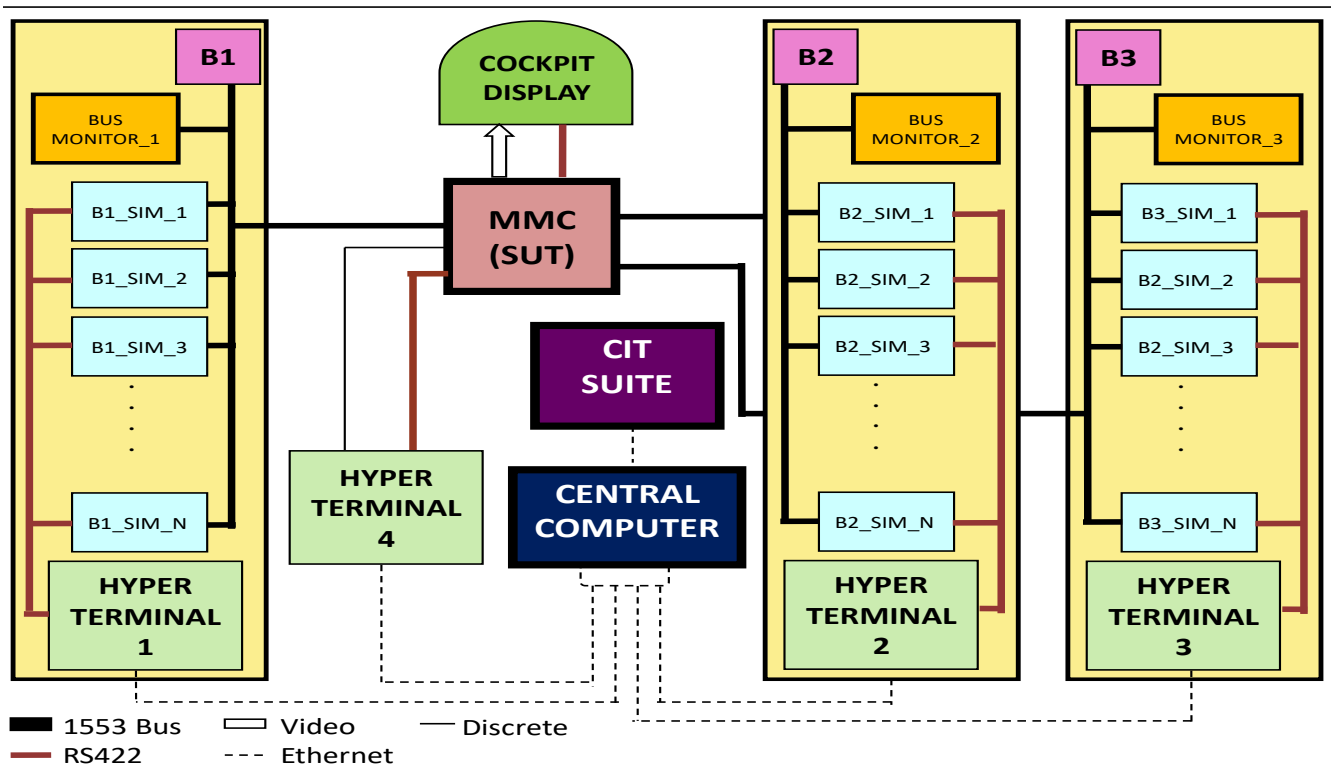 B1
BUS
MONITOR_1
B1_SIM_1
B1_SIM_2
B1_SIM_3
B1_SIM_N
HYPER
TERMINAL
1
COCKPIT
DISPLAY
MMC
(SUT)
HYPER
TERMINAL
4
CIT
SUITE
CENTRAL
COMPUTER
B2
BUS
MONITOR_2
B2_SIM_1
B2_SIM_2
B2_SIM_3
B2_SIM_N
HYPER
TERMINAL
2
B3
BUS
MONITOR_3
B3_SIM_1
B2_SIM_2
B2_SIM_3
B3_SIM_N
HYPER
TERMINAL
3
1553 Bus
Video
Discrete
RS422
Ethernet